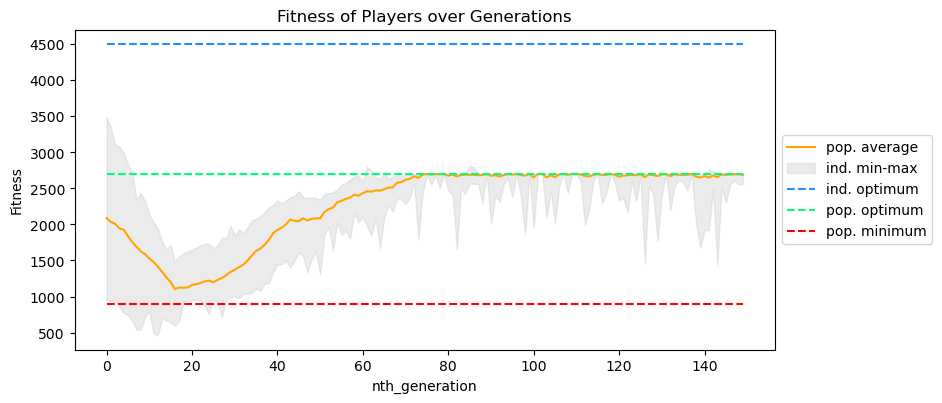 Fitness of Players over Generations
Fitness
4500
4000
3500
3000
2500
2000
1500
1000
500
0
20
40
60
80
100
120
140
nth_generation
pop. average
ind. min-max
ind. optimum
pop. optimum
pop. minimum